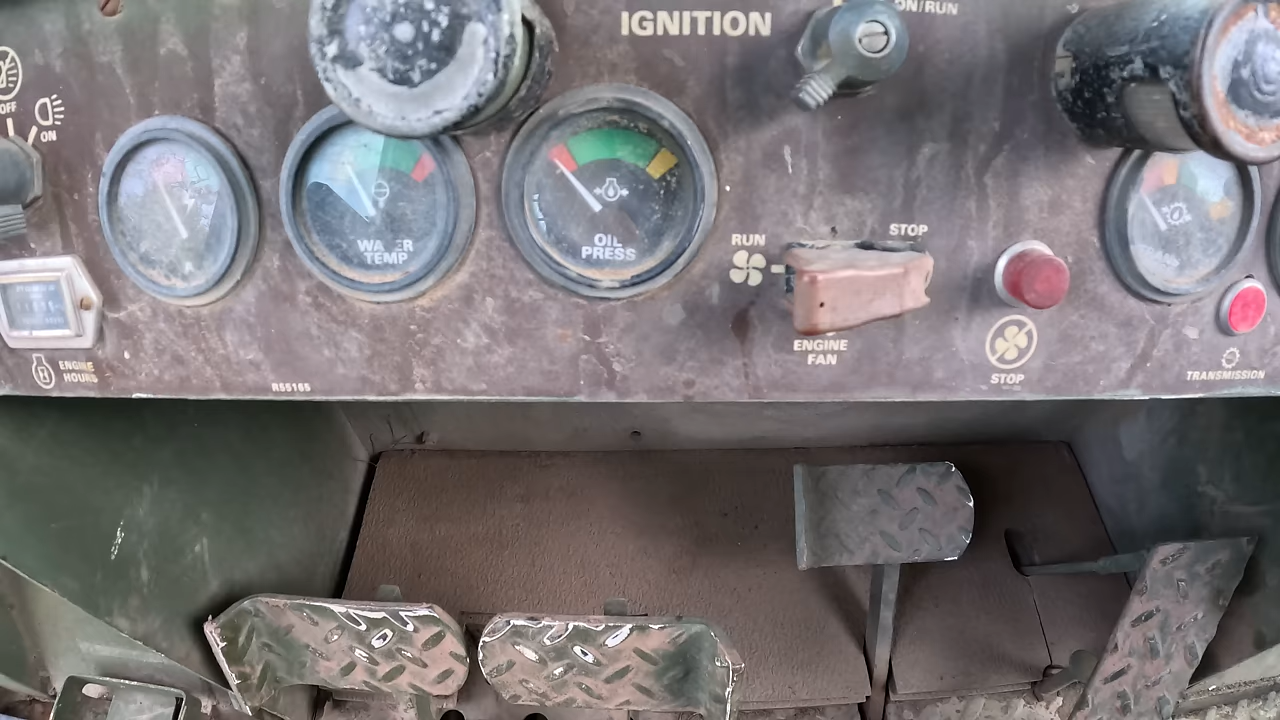 IGNITION
ON/RUN
OFF
ON
WATER
TEMP
OIL
PRESS
RUN
STOP
ENGINE
FAN
STOP
TRANSMISSION
ENGINE
HOURS
R55165